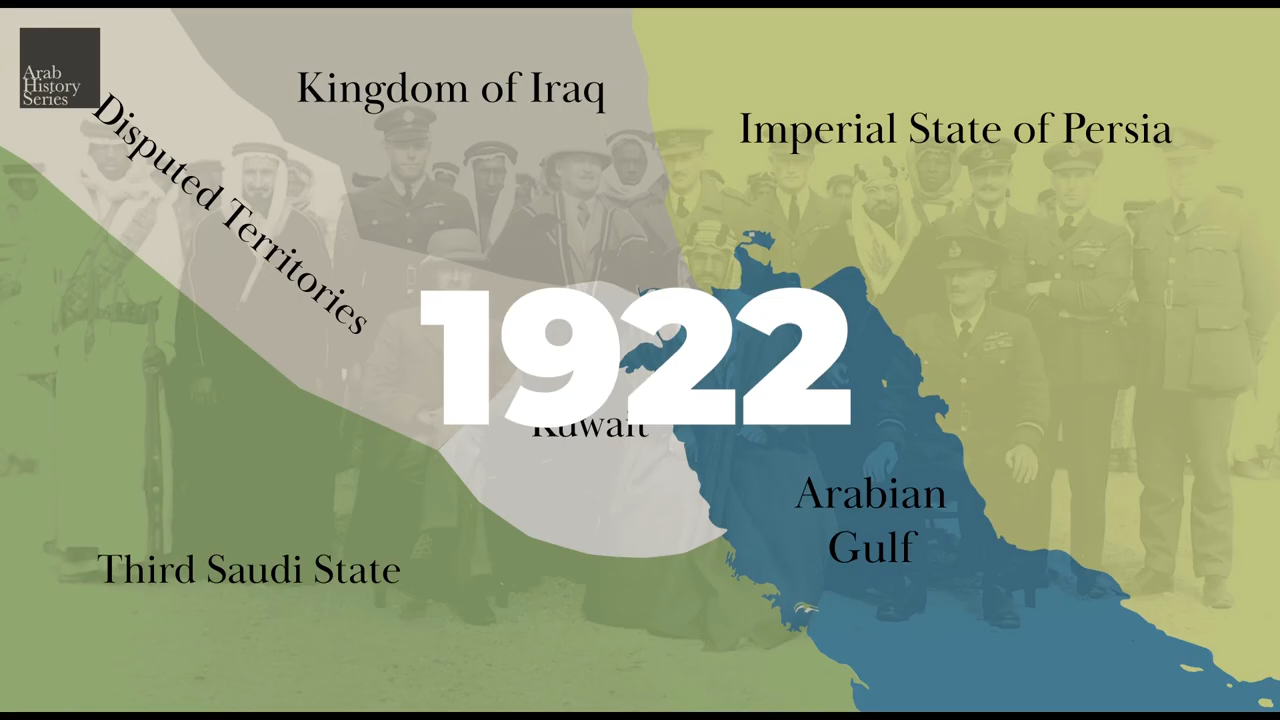 Arab
History
Series
Kingdom of Iraq
Imperial State of Persia
Disputed Territories
1922
Kuwait
Arabian
Gulf
Third Saudi State